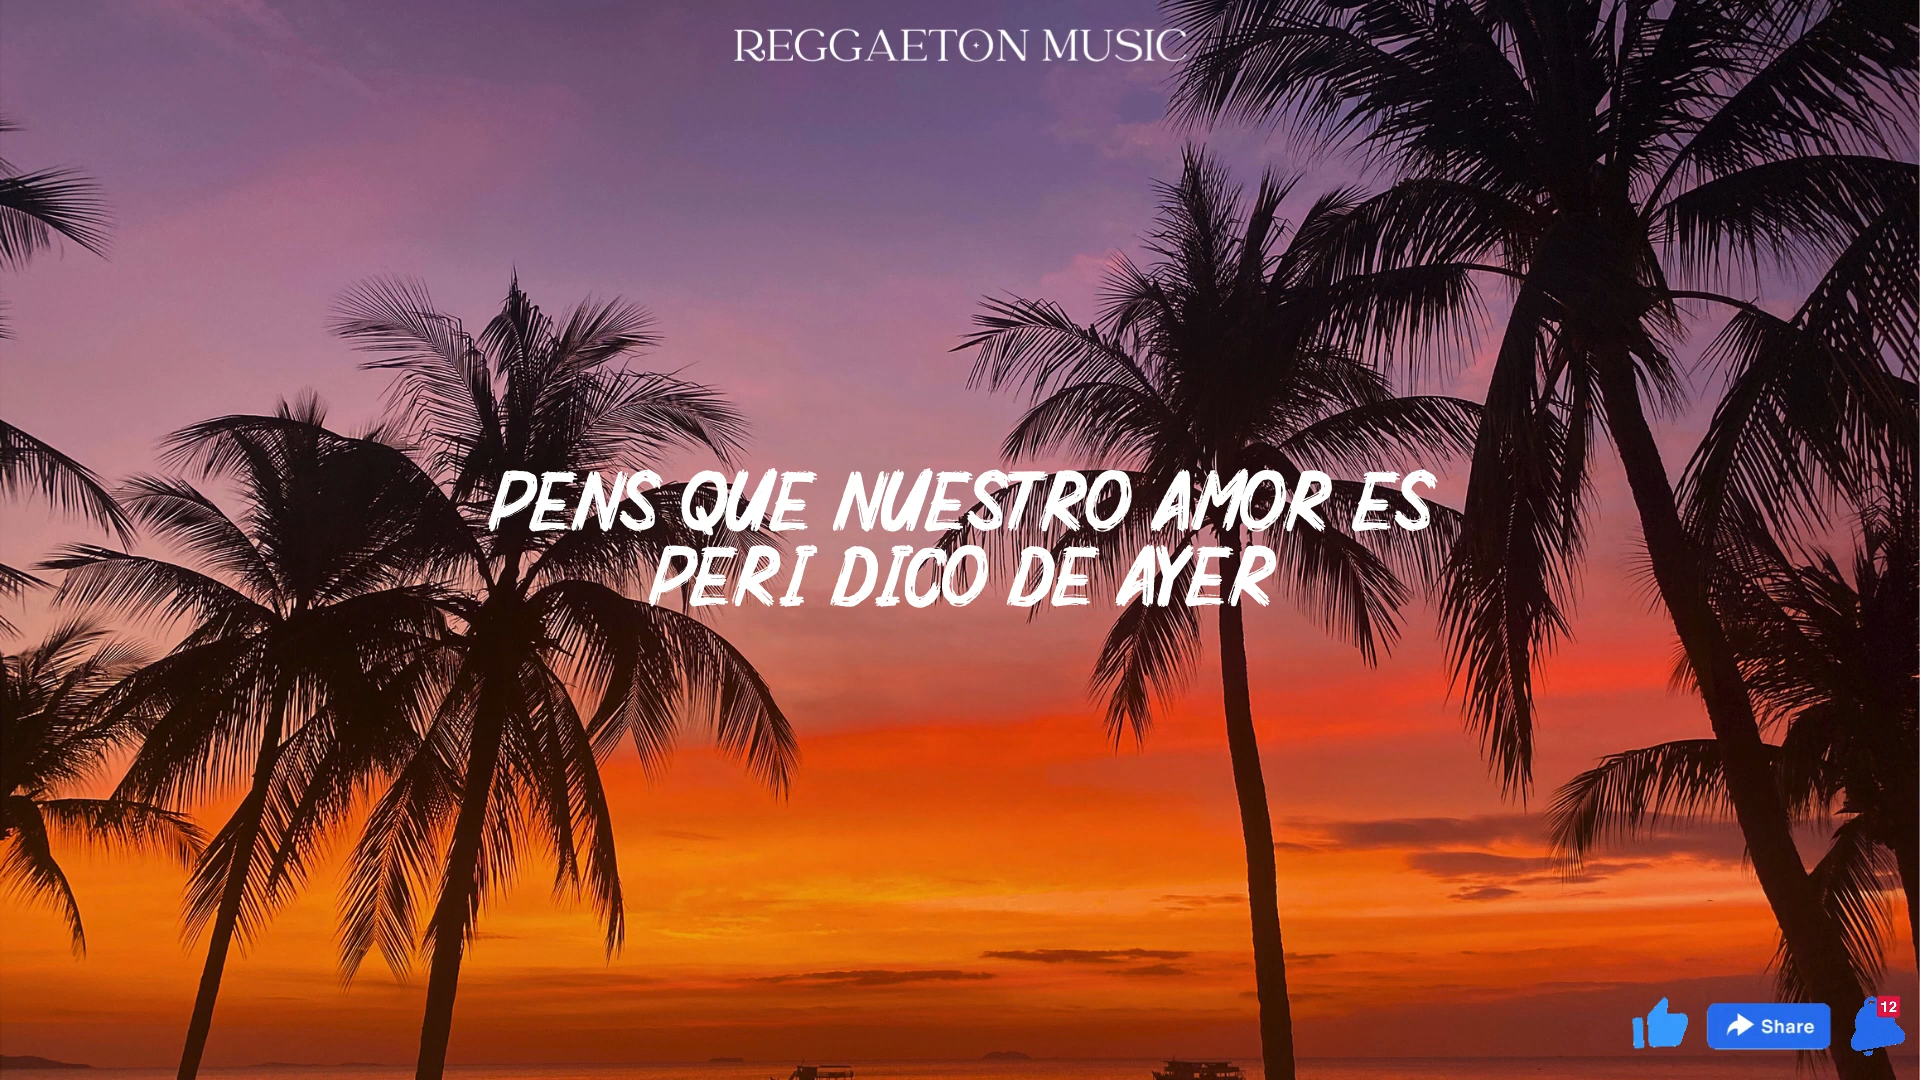 REGGAETON MUSIC
PENS QUE NUESTRO AMOR ES
PERI DICO DE AYER
Share
12